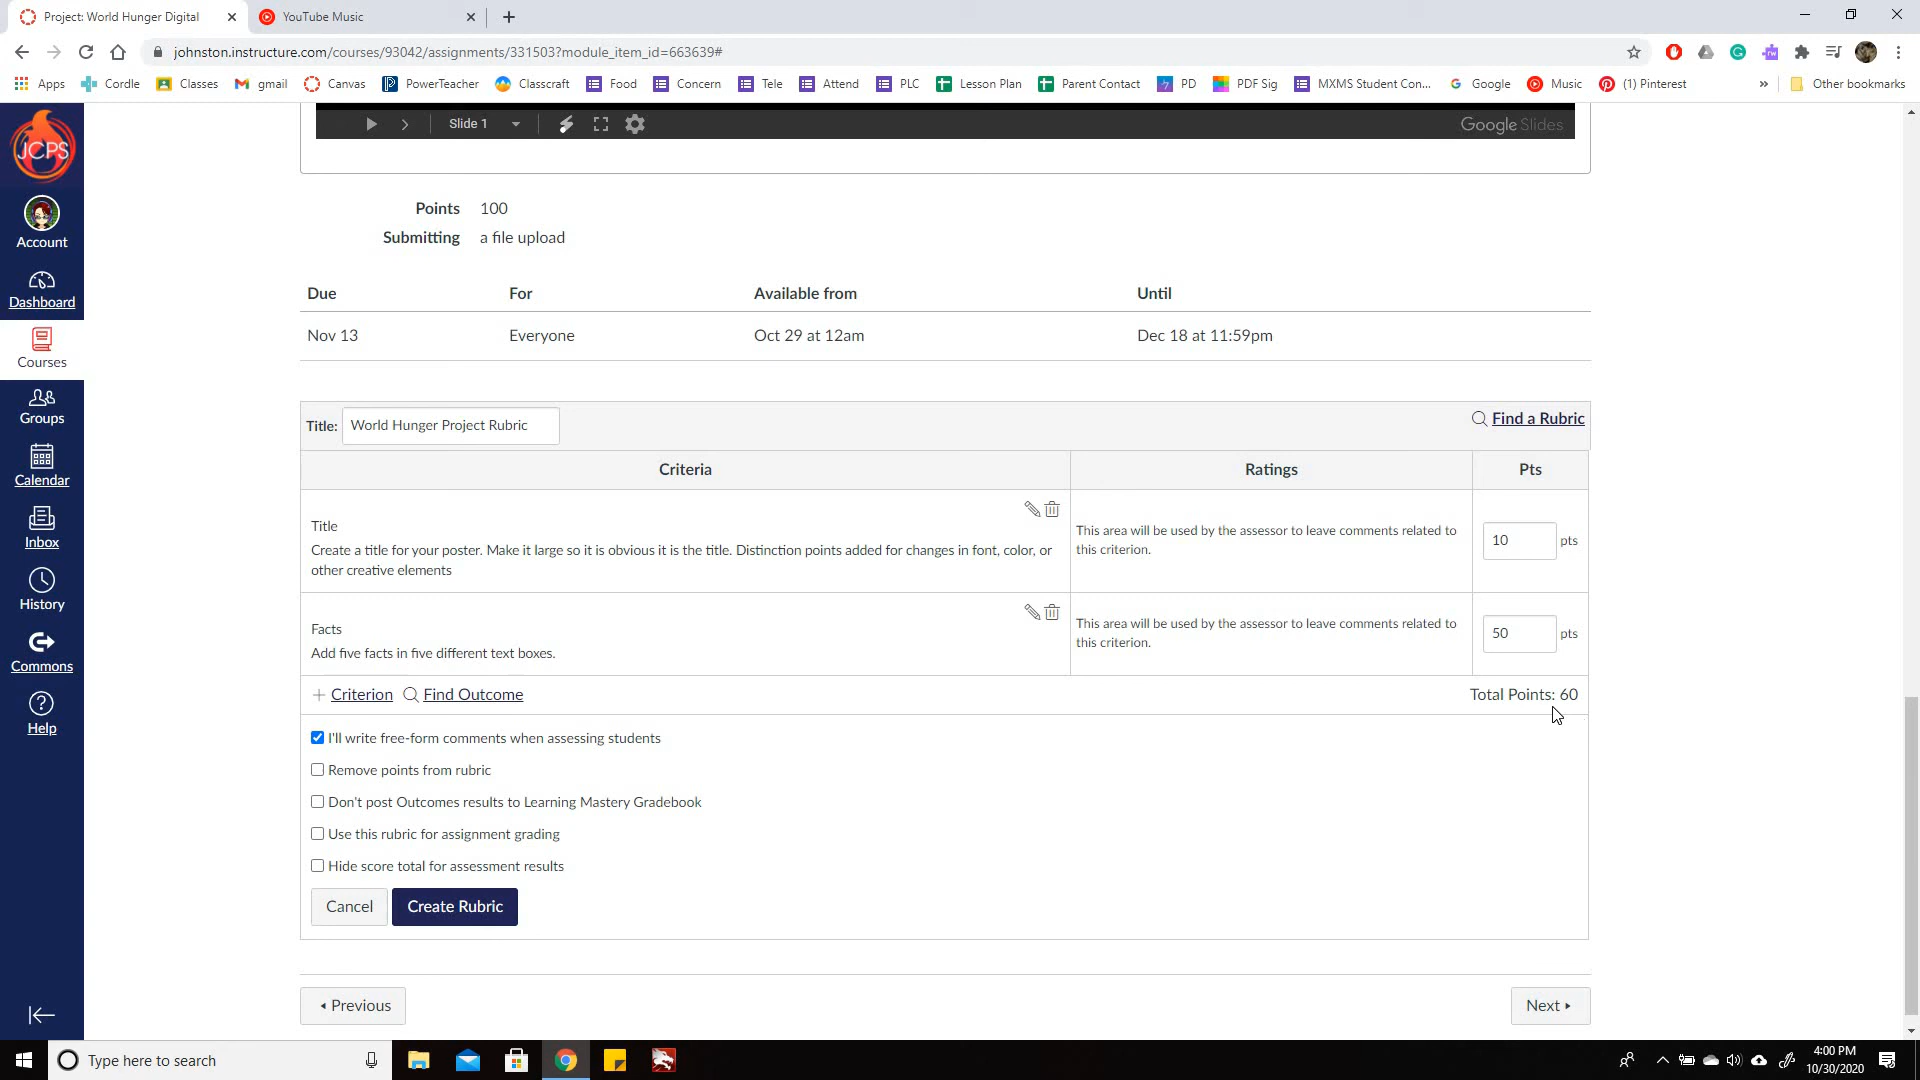 Project: World Hunger Digital
YouTube Music
johnston.instructure.com/courses/93042/assignments/331503?module_item_id=663639#
Apps Cordle Classes gmail Canvas PowerTeacher Classcraft Food Concern Tele Attend PLC Lesson Plan Parent Contact PD PDF Sig MXMS Student Con... Google Music (1) Pinterest » Other bookmarks
JCPS
Account
Dashboard
Courses
Groups
Calendar
Inbox
History
Commons
Help
Slide 1
Google Slides
Points 100
Submitting a file upload
Due For Available from Until
Nov 13 Everyone Oct 29 at 12am Dec 18 at 11:59pm
Title: World Hunger Project Rubric
Find a Rubric
Criteria Ratings Pts
Title
Create a title for your poster. Make it large so it is obvious it is the title. Distinction points added for changes in font, color, or
other creative elements
This area will be used by the assessor to leave comments related to
this criterion.
10 pts
Facts
Add five facts in five different text boxes.
This area will be used by the assessor to leave comments related to
this criterion.
50 pts
Criterion Find Outcome Total Points: 60
I'll write free-form comments when assessing students
Remove points from rubric
Don't post Outcomes results to Learning Mastery Gradebook
Use this rubric for assignment grading
Hide score total for assessment results
Cancel Create Rubric
Previous Next
Type here to search
4:00 PM
10/30/2020